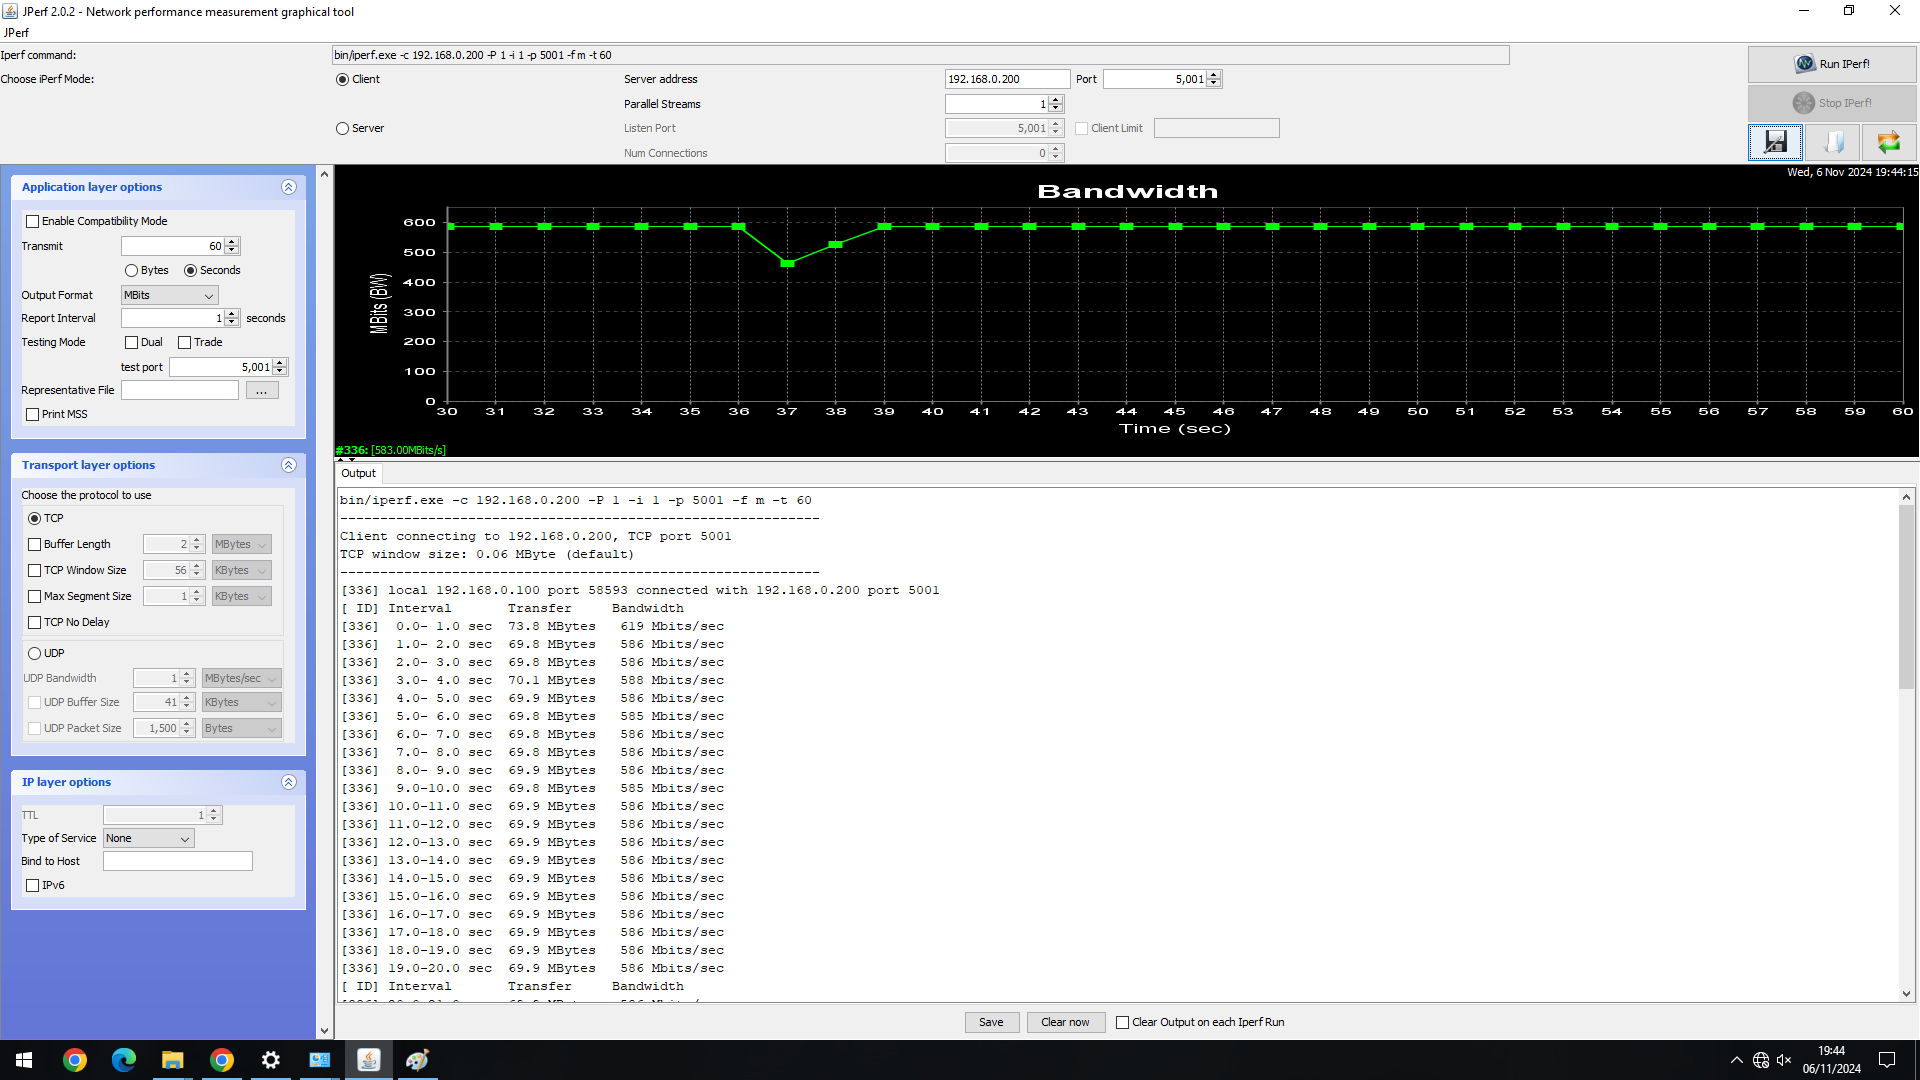 JPerf 2.0.2 - Network performance measurement graphical tool
JPerf
Iperf command:
bin/iperf.exe -c 192.168.0.200 -P 1 -i 1 -p 5001 -f m -t 60
Choose iPerf Mode:
Client
Server address
192.168.0.200
Port
5,001
Parallel Streams
1
Server
Listen Port
5,001
Client Limit
Num Connections
0
Run IPerf!
Stop IPerf!
Application layer options
Enable Compatibility Mode
Transmit
60
Bytes
Seconds
Output Format
MBits
Report Interval
1
seconds
Testing Mode
Dual
Trade
test port
5,001
Representative File
...
Print MSS
Transport layer options
Choose the protocol to use
TCP
Buffer Length
2
MBytes
TCP Window Size
56
KBytes
Max Segment Size
1
KBytes
TCP No Delay
UDP
UDP Bandwidth
1
MBytes/sec
UDP Buffer Size
41
KBytes
UDP Packet Size
1,500
Bytes
IP layer options
TTL
1
Type of Service
None
Bind to Host
IPv6
Wed, 6 Nov 2024 19:44:15
Bandwidth
MBits (BW)
600
500
400
300
200
100
0
30 31 32 33 34 35 36 37 38 39 40 41 42 43 44 45 46 47 48 49 50 51 52 53 54 55 56 57 58 59 60
Time (sec)
#336: [583.00MBits/s]
Output
bin/iperf.exe -c 192.168.0.200 -P 1 -i 1 -p 5001 -f m -t 60
------------------------------------------------------------
Client connecting to 192.168.0.200, TCP port 5001
TCP window size: 0.06 MByte (default)
------------------------------------------------------------
[336] local 192.168.0.100 port 58593 connected with 192.168.0.200 port 5001
[ ID] Interval Transfer Bandwidth
[336] 0.0- 1.0 sec 73.8 MBytes 619 Mbits/sec
[336] 1.0- 2.0 sec 69.8 MBytes 586 Mbits/sec
[336] 2.0- 3.0 sec 69.8 MBytes 586 Mbits/sec
[336] 3.0- 4.0 sec 70.1 MBytes 588 Mbits/sec
[336] 4.0- 5.0 sec 69.9 MBytes 586 Mbits/sec
[336] 5.0- 6.0 sec 69.8 MBytes 585 Mbits/sec
[336] 6.0- 7.0 sec 69.8 MBytes 586 Mbits/sec
[336] 7.0- 8.0 sec 69.8 MBytes 586 Mbits/sec
[336] 8.0- 9.0 sec 69.9 MBytes 586 Mbits/sec
[336] 9.0-10.0 sec 69.8 MBytes 585 Mbits/sec
[336] 10.0-11.0 sec 69.9 MBytes 586 Mbits/sec
[336] 11.0-12.0 sec 69.9 MBytes 586 Mbits/sec
[336] 12.0-13.0 sec 69.9 MBytes 586 Mbits/sec
[336] 13.0-14.0 sec 69.9 MBytes 586 Mbits/sec
[336] 14.0-15.0 sec 69.9 MBytes 586 Mbits/sec
[336] 15.0-16.0 sec 69.9 MBytes 586 Mbits/sec
[336] 16.0-17.0 sec 69.9 MBytes 586 Mbits/sec
[336] 17.0-18.0 sec 69.9 MBytes 586 Mbits/sec
[336] 18.0-19.0 sec 69.9 MBytes 586 Mbits/sec
[336] 19.0-20.0 sec 69.9 MBytes 586 Mbits/sec
[ ID] Interval Transfer Bandwidth
Save
Clear now
Clear Output on each Iperf Run
19:44
06/11/2024